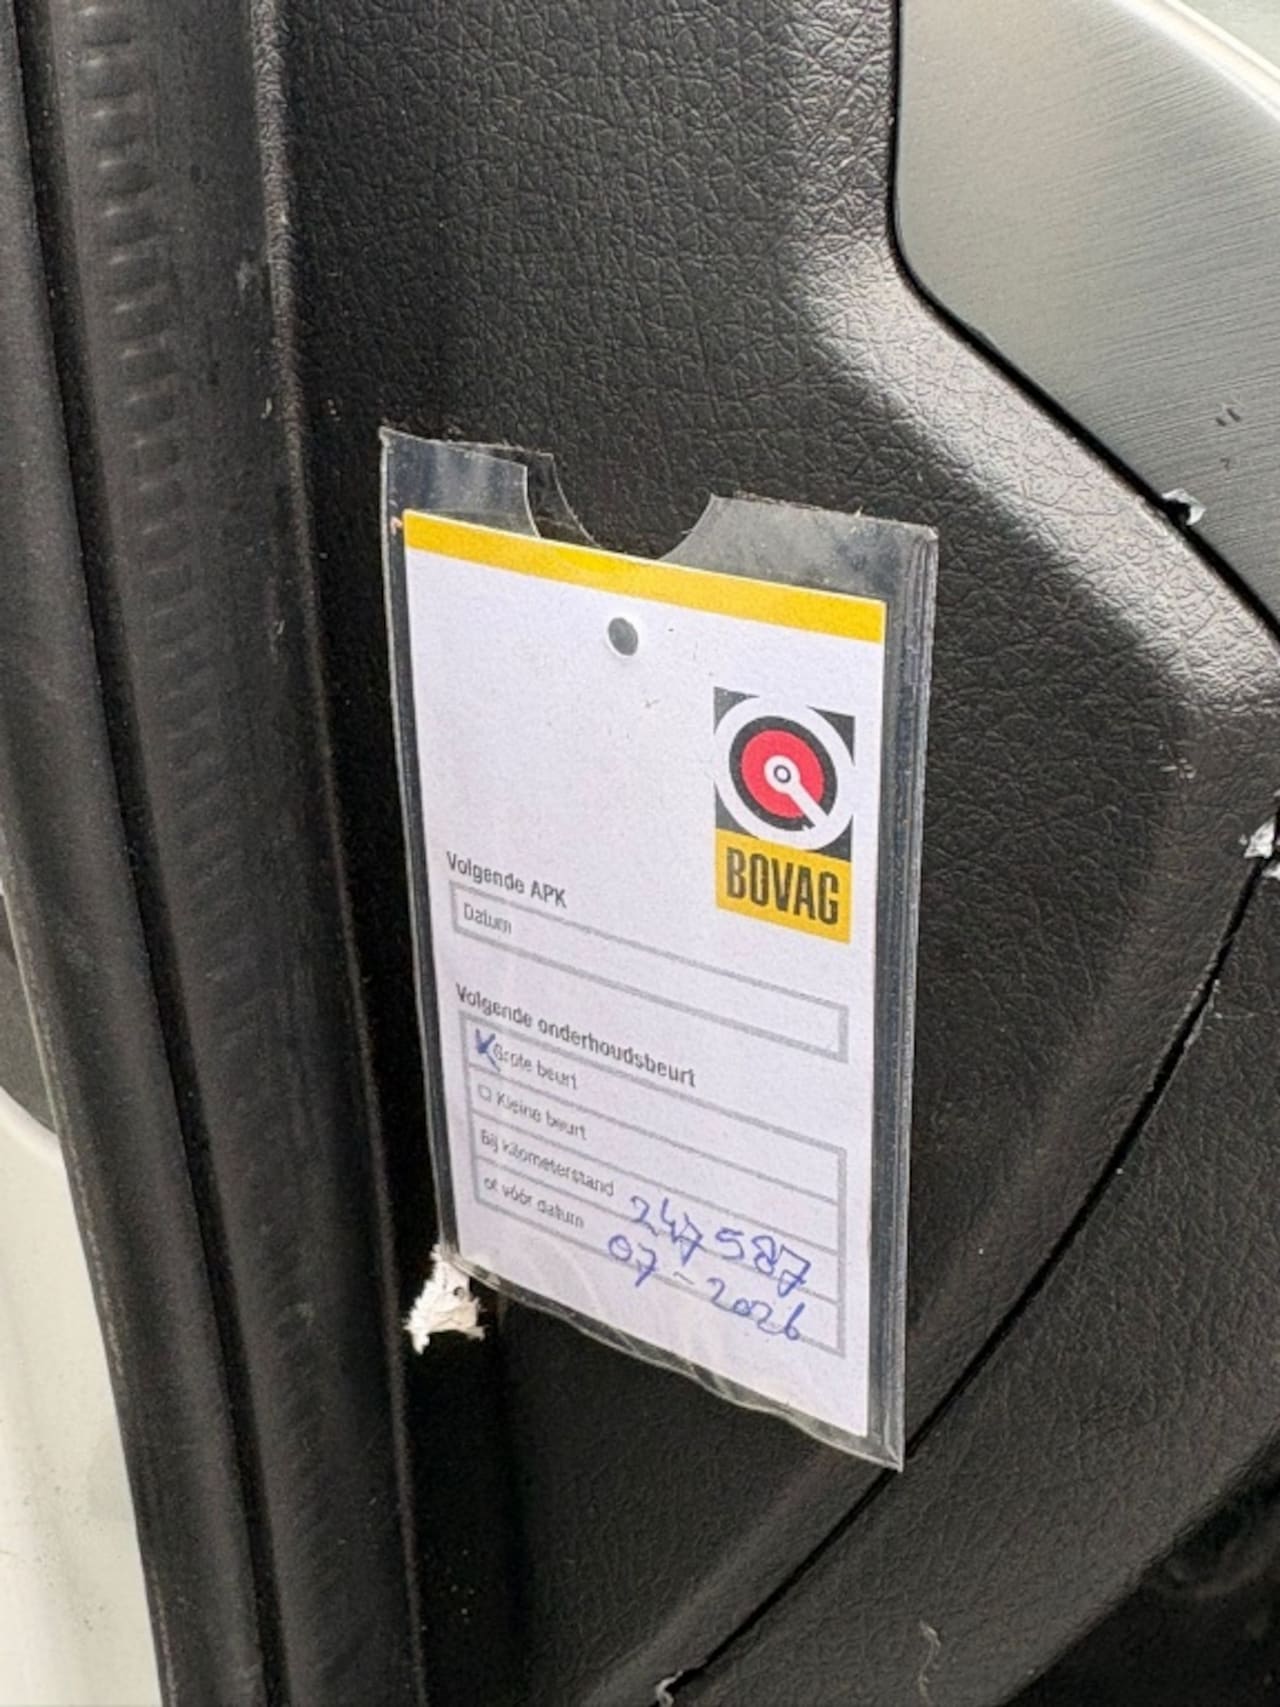 BOVAG
Volgende APK
Datum
Volgende onderhoudsbeurt
Grote beurt
Kleine beurt
Bij kilometerstand 247587
of vóór datum 07-2026